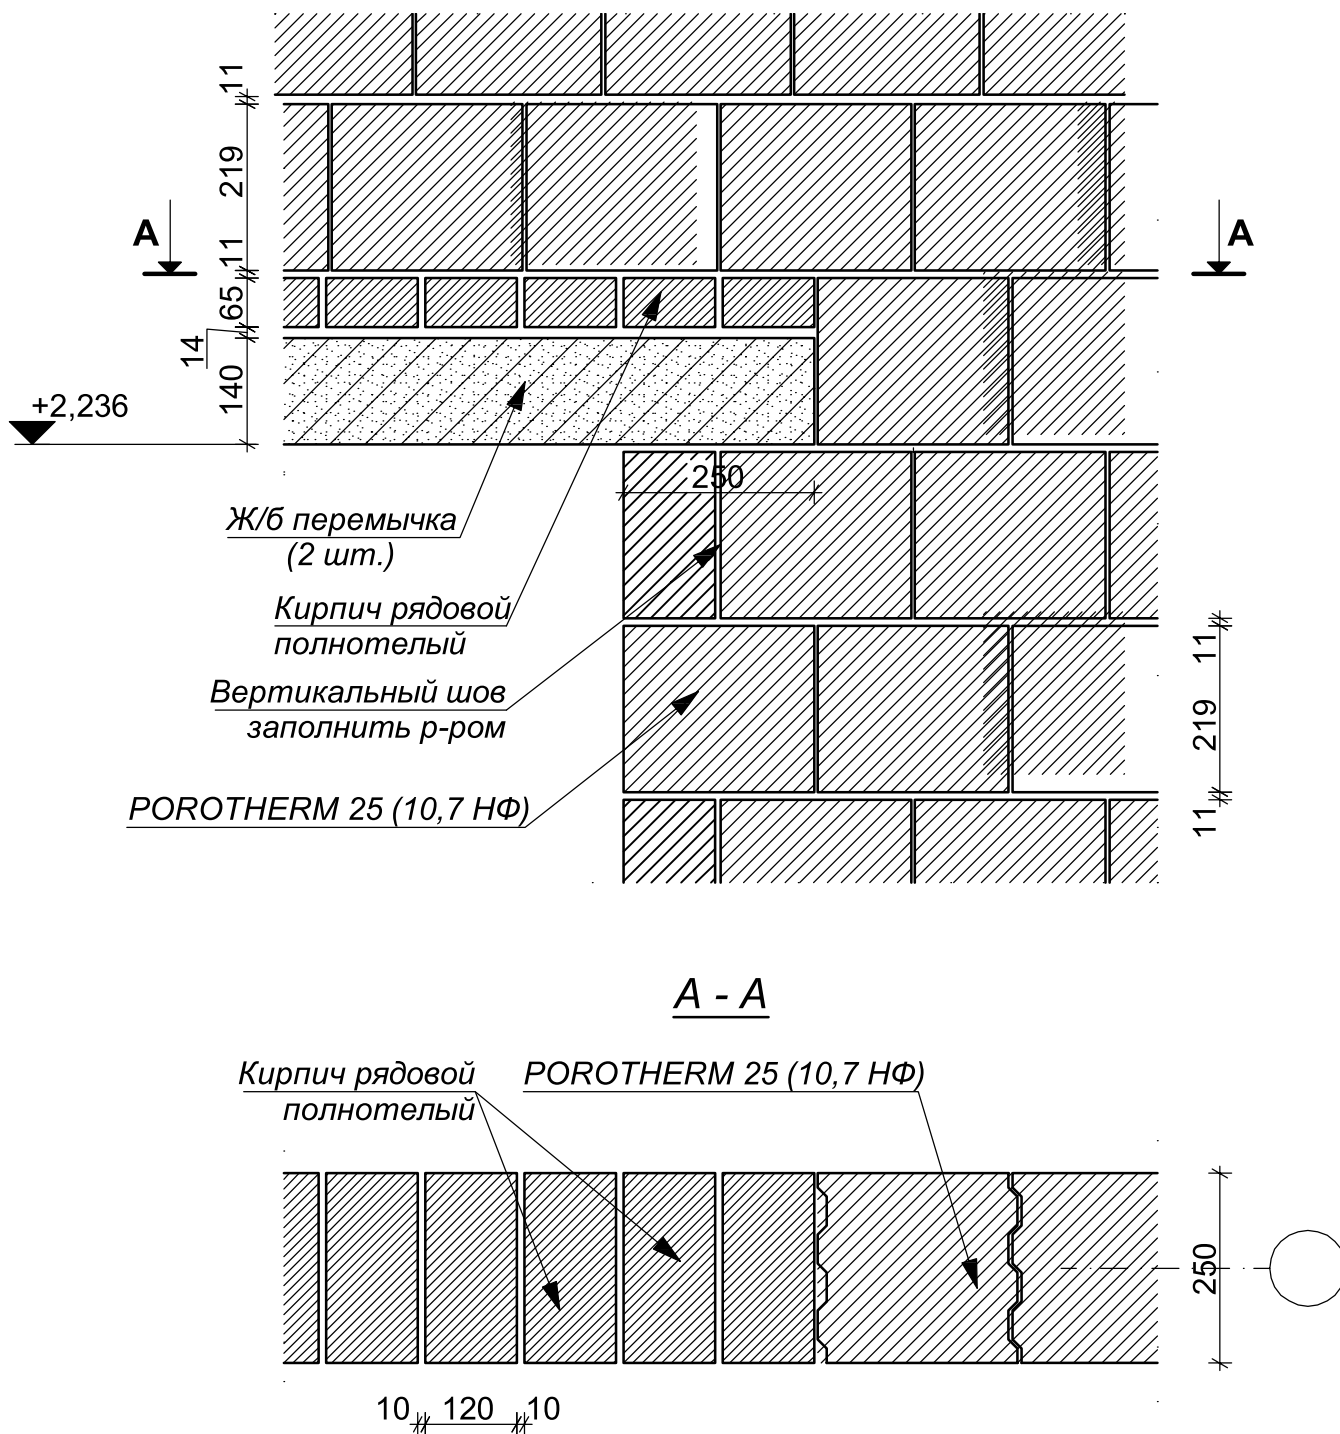 11
219
11
А
А
65
14
140
+2,236
250
Ж/б перемычка
(2 шт.)
Кирпич рядовой
полнотелый
Вертикальный шов
заполнить р-ром
POROTHERM 25 (10,7 НФ)
11
219
11
А - А
Кирпич рядовой
полнотелый
POROTHERM 25 (10,7 НФ)
250
10
120
10